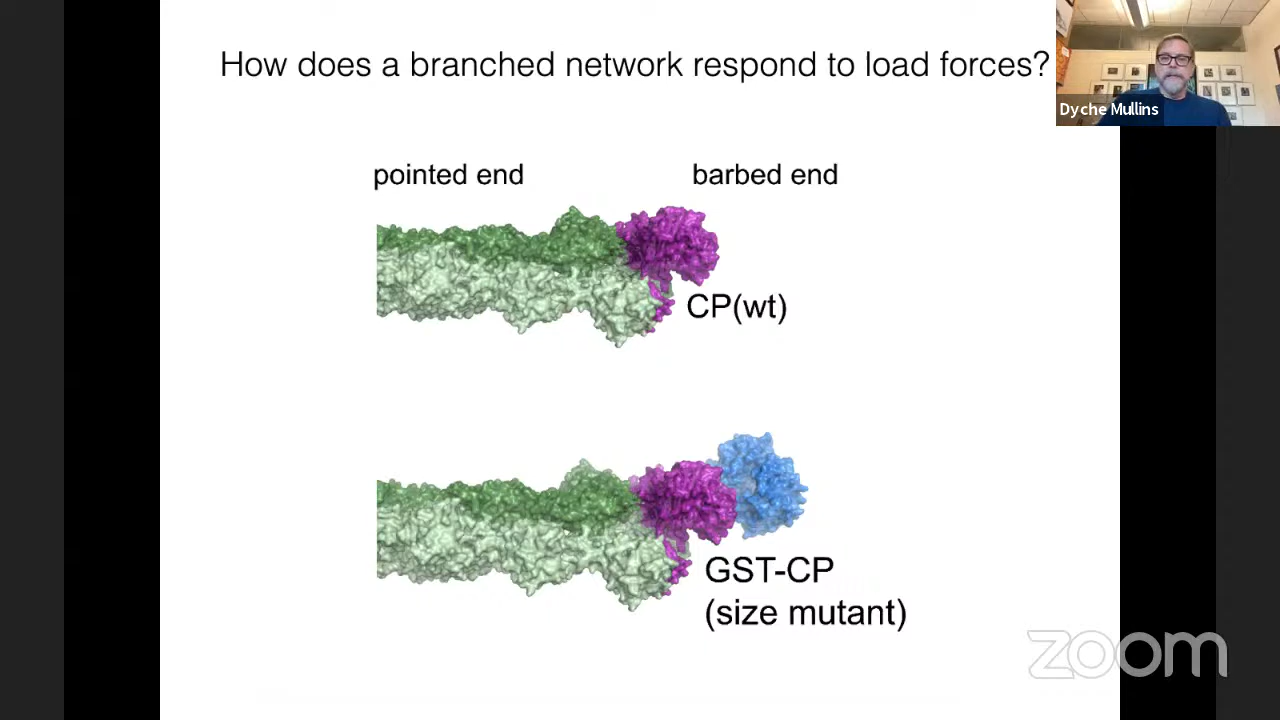 How does a branched network respond to load forces?
Dyche Mullins
pointed end
barbed end
CP(wt)
GST-CP
(size mutant)
zoom